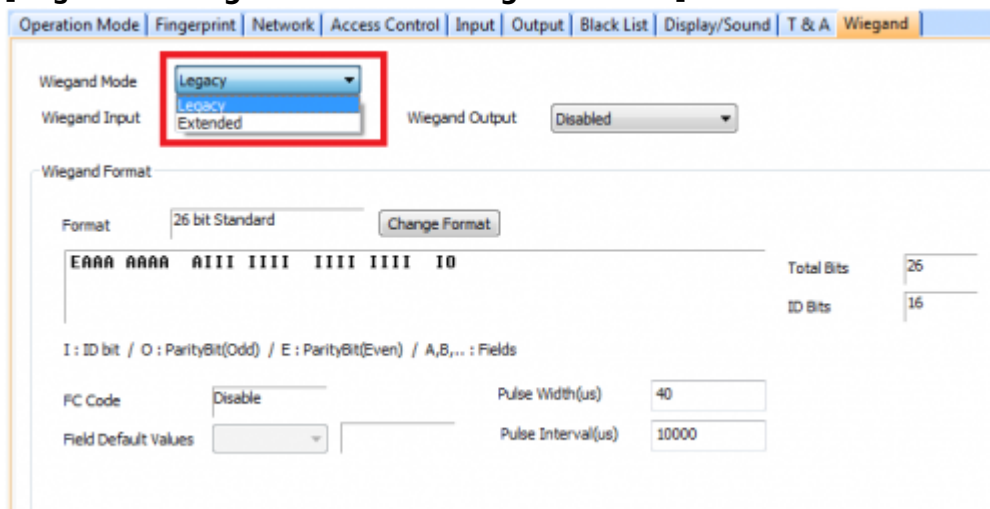 Operation Mode Fingerprint Network Access Control Input Output Black List Display/Sound T & A Wiegand
Wiegand Mode Legacy
Legacy
Extended
Wiegand Input Wiegand Output Disabled
Wiegand Format
Format 26 bit Standard Change Format
EAAA AAAA AIII IIII IIII IIII IO
Total Bits 26
ID Bits 16
I : ID bit / O : ParityBit(Odd) / E : ParityBit(Even) / A,B,... : Fields
FC Code Disable Pulse Width(us) 40
Field Default Values Pulse Interval(us) 10000